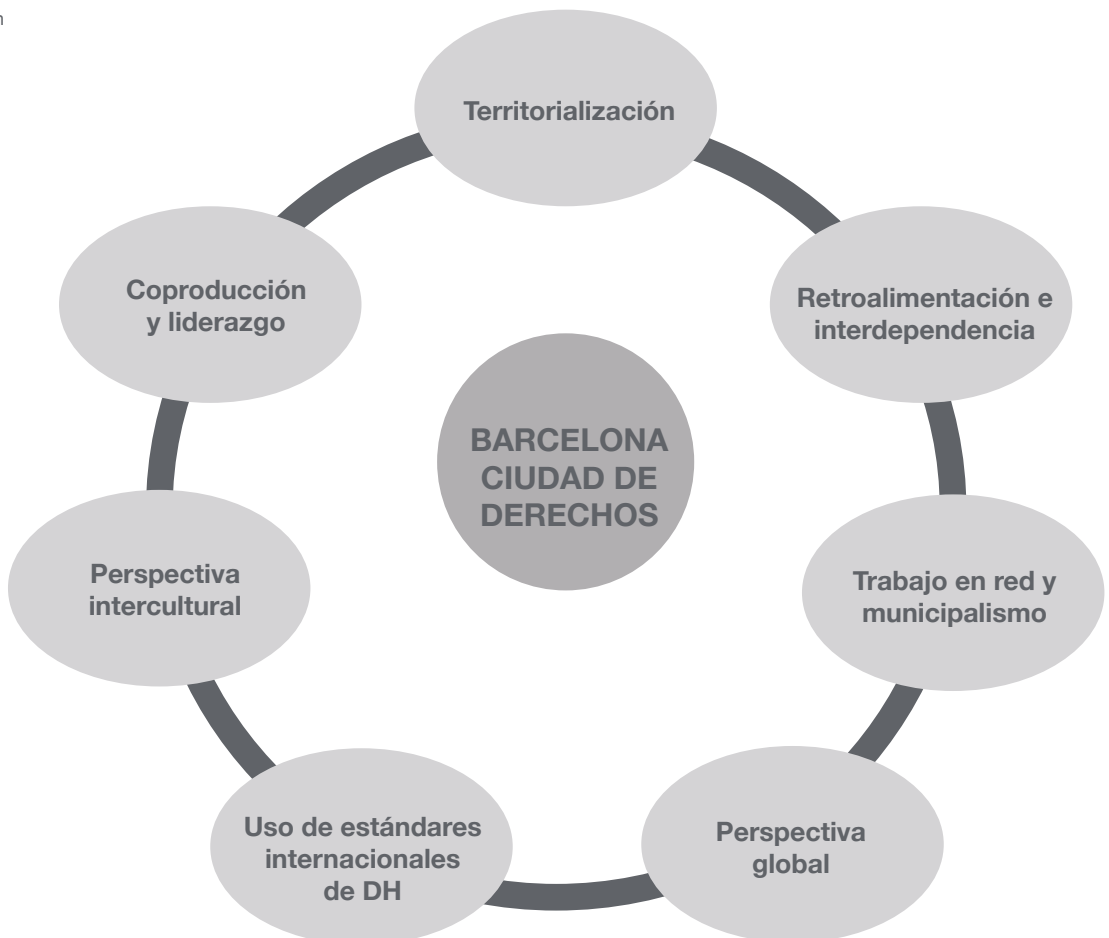 Territorialización
Coproducción
y liderazgo
Retroalimentación e
interdependencia
BARCELONA
CIUDAD DE
DERECHOS
Perspectiva
intercultural
Trabajo en red y
municipalismo
Uso de estándares
internacionales
de DH
Perspectiva
global